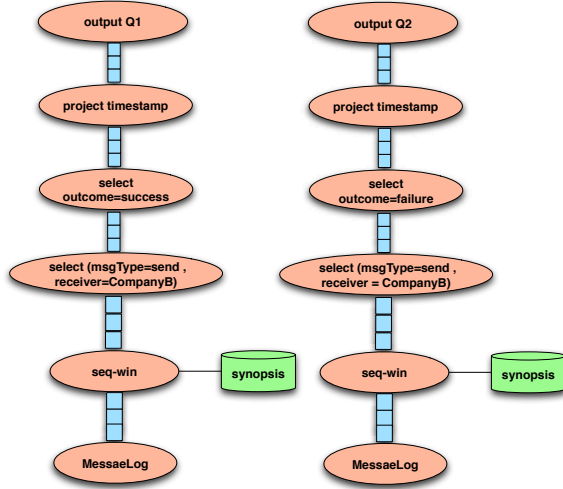 output Q1
project timestamp
select
outcome=success
select (msgType=send ,
receiver=CompanyB)
seq-win
synopsis
MessaeLog
output Q2
project timestamp
select
outcome=failure
select (msgType=send ,
receiver = CompanyB)
seq-win
synopsis
MessaeLog